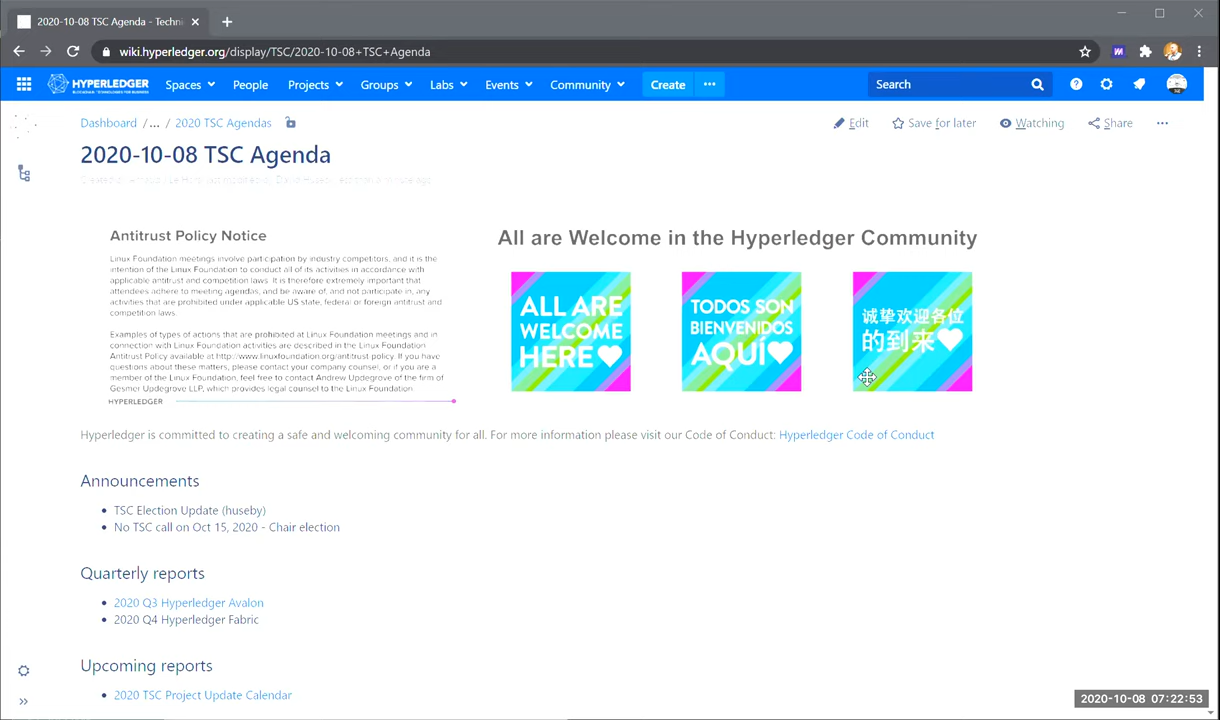 2020-10-08 TSC Agenda - Techni
wiki.hyperledger.org/display/TSC/2020-10-08+TSC+Agenda
HYPERLEDGER
BLOCKCHAIN TECHNOLOGIES FOR BUSINESS
Spaces People Projects Groups Labs Events Community Create ··· Search
Dashboard /... / 2020 TSC Agendas
Edit Save for later Watching Share ···
2020-10-08 TSC Agenda
Antitrust Policy Notice
Linux Foundation meetings involve participation by industry competitors, and it is the
intention of the Linux Foundation to conduct all of its activities in accordance with
applicable antitrust and competition laws. It is therefore extremely important that
attendees adhere to meeting agendas, and be aware of, and not participate in, any
activities that are prohibited under applicable US state, federal or foreign antitrust and
competition laws.
Examples of types of actions that are prohibited at Linux Foundation meetings and in
connection with Linux Foundation activities are described in the Linux Foundation
Antitrust Policy available at http://www.linuxfoundation.org/antitrust policy. If you have
questions about these matters, please contact your company counsel, or if you are a
member of the Linux Foundation, feel free to contact Andrew Updegrove of the firm of
Gesmer Updegrove LLP, which provides legal counsel to the Linux Foundation.
HYPERLEDGER
All are Welcome in the Hyperledger Community
ALL ARE
WELCOME
HERE
TODOS SON
BIENVENIDOS
AQUÍ
诚挚欢迎各位
的到来
Hyperledger is committed to creating a safe and welcoming community for all. For more information please visit our Code of Conduct: Hyperledger Code of Conduct
Announcements
TSC Election Update (huseby)
No TSC call on Oct 15, 2020 - Chair election
Quarterly reports
2020 Q3 Hyperledger Avalon
2020 Q4 Hyperledger Fabric
Upcoming reports
2020 TSC Project Update Calendar
2020-10-08 07:22:53